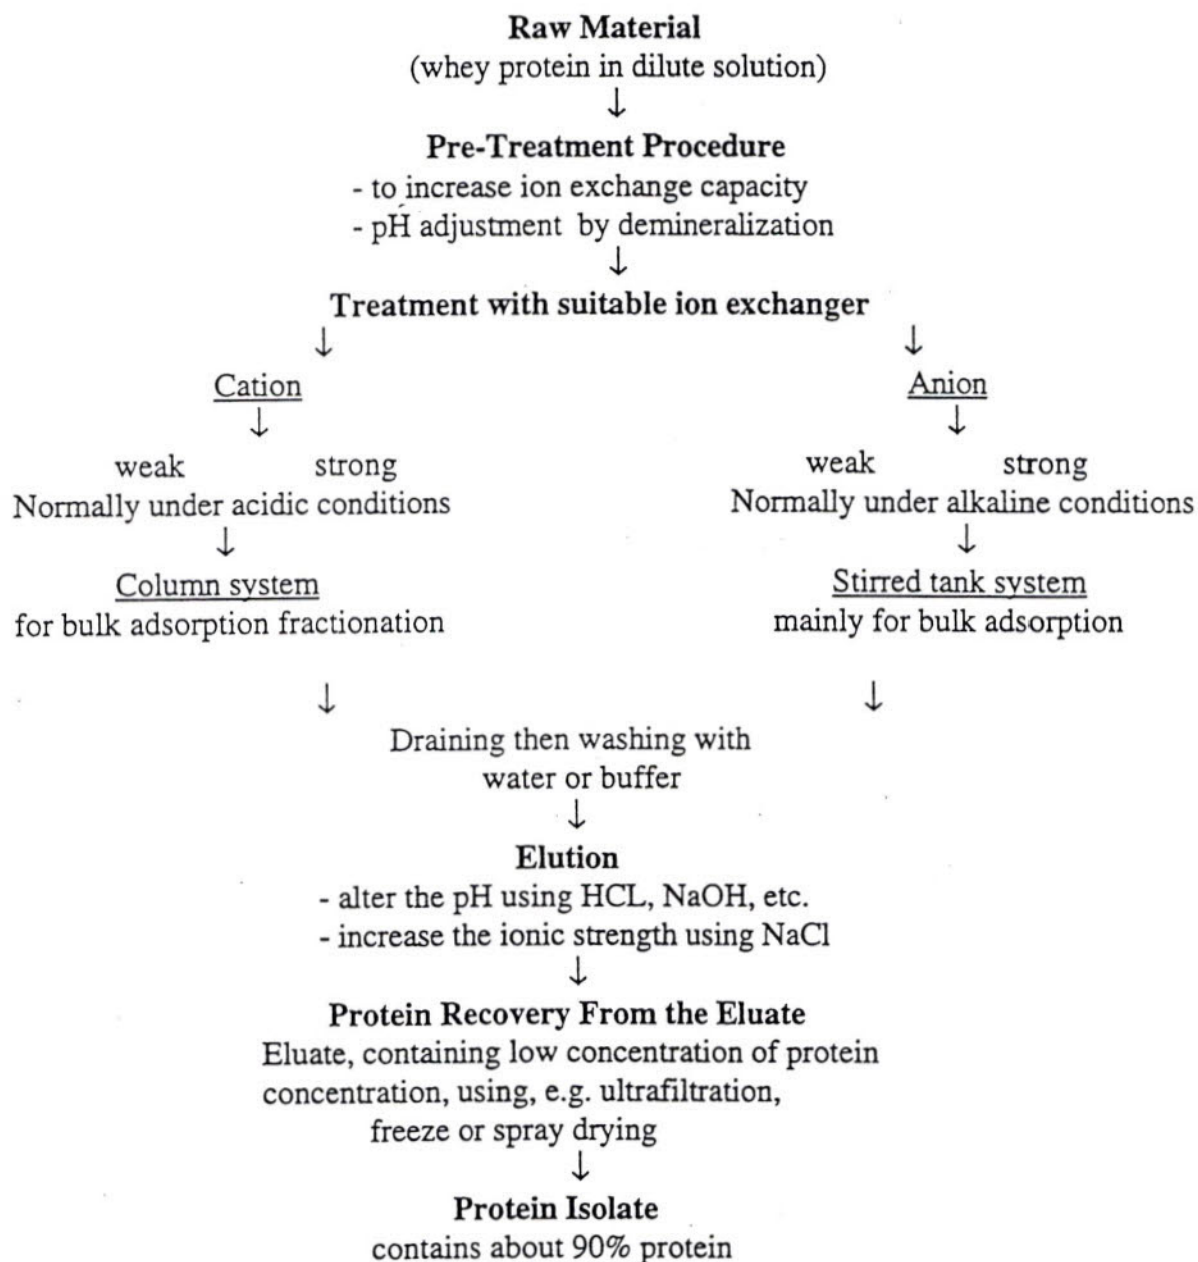 Raw Material
(whey protein in dilute solution)
↓
Pre-Treatment Procedure
- to increase ion exchange capacity
- pH adjustment by demineralization
↓
Treatment with suitable ion exchanger
↓ ↓
Cation Anion
↓ ↓
weak strong weak strong
Normally under acidic conditions Normally under alkaline conditions
↓ ↓
Column system Stirred tank system
for bulk adsorption fractionation mainly for bulk adsorption
↓ ↓
Draining then washing with
water or buffer
↓
Elution
- alter the pH using HCL, NaOH, etc.
- increase the ionic strength using NaCl
↓
Protein Recovery From the Eluate
Eluate, containing low concentration of protein
concentration, using, e.g. ultrafiltration,
freeze or spray drying
↓
Protein Isolate
contains about 90% protein